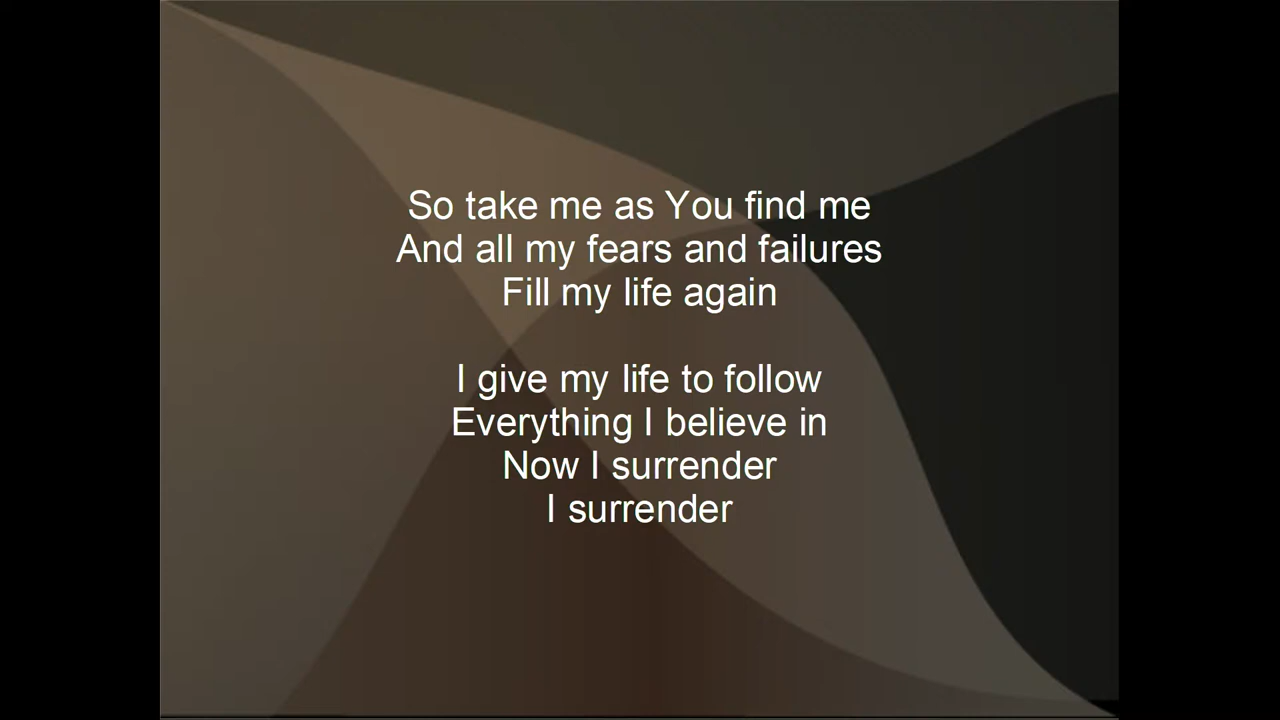 So take me as You find me
And all my fears and failures
Fill my life again
I give my life to follow
Everything I believe in
Now I surrender
I surrender